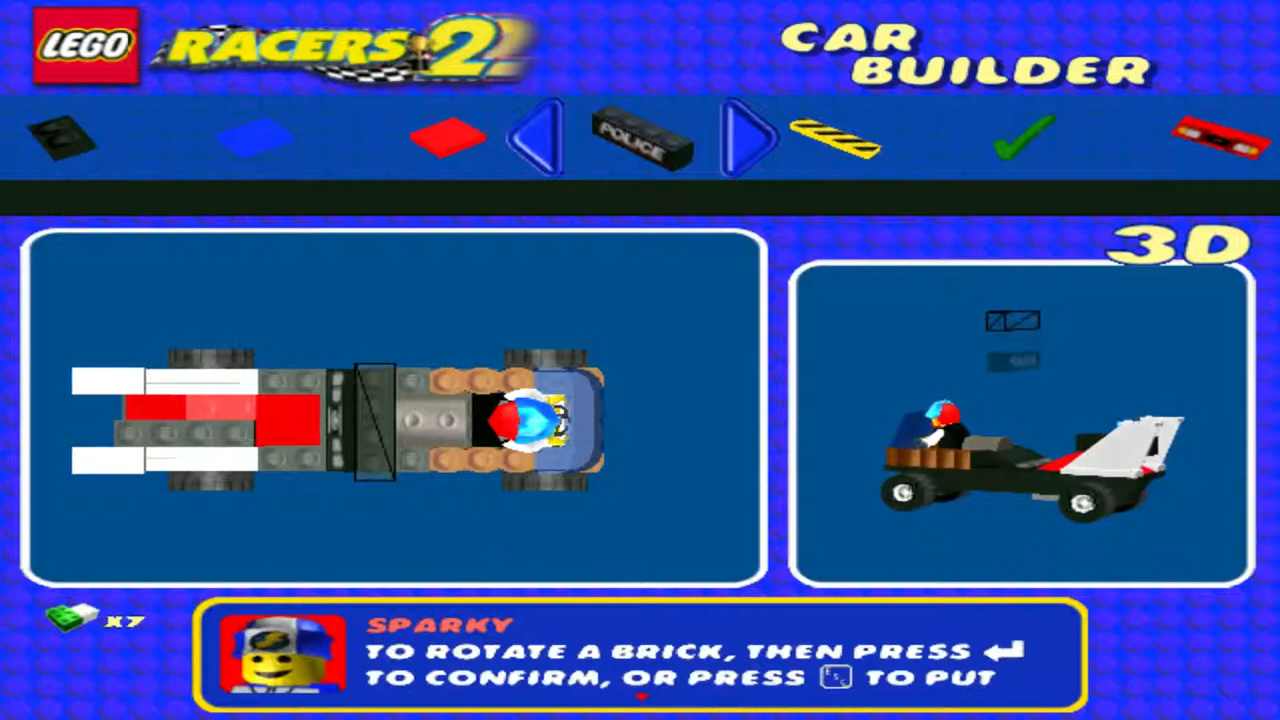 LEGO RACERS 2
CAR
BUILDER
POLICE
3D
X7
SPARKY
TO ROTATE A BRICK, THEN PRESS
TO CONFIRM, OR PRESS ESC TO PUT